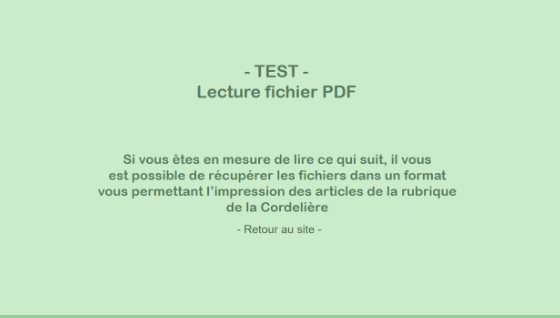 - TEST -
Lecture fichier PDF
Si vous êtes en mesure de lire ce qui suit, il vous
est possible de récupérer les fichiers dans un format
vous permettant l'impression des articles de la rubrique
de la Cordelière
- Retour au site -